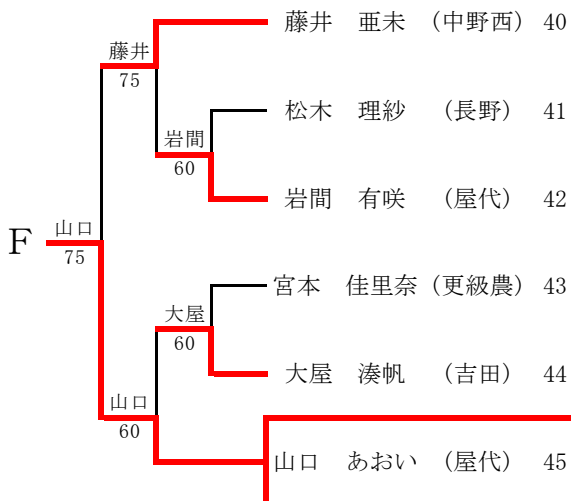 藤井 亜未 (中野西) 40
藤井
75
松木 理紗 (長野) 41
岩間
60
岩間 有咲 (屋代) 42
F
山口
75
宮本 佳里奈 (更級農) 43
大屋
60
大屋 湊帆 (吉田) 44
山口
60
山口 あおい (屋代) 45